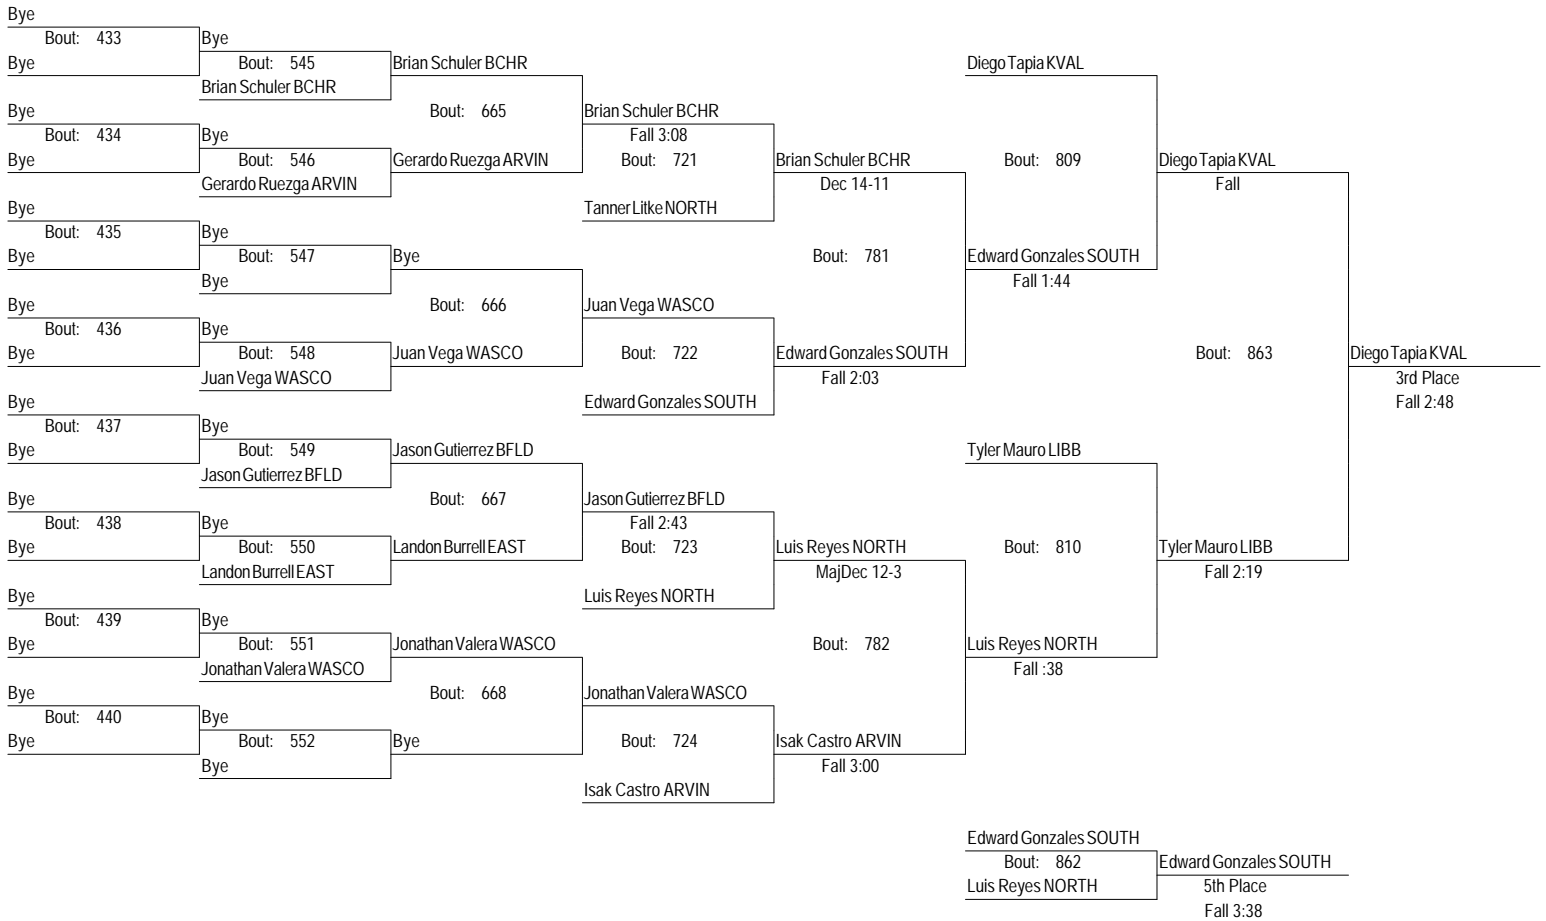 Bye
Bout: 433
Bye
Bye
Bout: 545
Brian Schuler BCHR
Brian Schuler BCHR
Bout: 665
Bye
Bout: 434
Bye
Bye
Bout: 546
Gerardo Ruezga ARVIN
Gerardo Ruezga ARVIN
Brian Schuler BCHR
Fall 3:08
Bout: 721
Tanner Litke NORTH
Brian Schuler BCHR
Dec 14-11
Bye
Bout: 435
Bye
Bye
Bout: 547
Bye
Bye
Bout: 666
Bye
Bout: 436
Bye
Bye
Bout: 548
Juan Vega WASCO
Juan Vega WASCO
Juan Vega WASCO
Bout: 722
Edward Gonzales SOUTH
Edward Gonzales SOUTH
Fall 2:03
Bout: 781
Diego Tapia KVAL
Bout: 809
Edward Gonzales SOUTH
Fall 1:44
Diego Tapia KVAL
Fall
Bye
Bout: 437
Bye
Bye
Bout: 549
Jason Gutierrez BFLD
Jason Gutierrez BFLD
Bout: 667
Bye
Bout: 438
Bye
Bye
Bout: 550
Landon Burrell EAST
Landon Burrell EAST
Jason Gutierrez BFLD
Fall 2:43
Bout: 723
Luis Reyes NORTH
Luis Reyes NORTH
MajDec 12-3
Bye
Bout: 439
Bye
Bye
Bout: 551
Jonathan Valera WASCO
Jonathan Valera WASCO
Bout: 668
Bye
Bout: 440
Bye
Bye
Bout: 552
Bye
Bye
Jonathan Valera WASCO
Bout: 724
Isak Castro ARVIN
Isak Castro ARVIN
Fall 3:00
Bout: 782
Tyler Mauro LIBB
Bout: 810
Luis Reyes NORTH
Fall :38
Tyler Mauro LIBB
Fall 2:19
Bout: 863
Diego Tapia KVAL
3rd Place
Fall 2:48
Edward Gonzales SOUTH
Bout: 862
Luis Reyes NORTH
Edward Gonzales SOUTH
5th Place
Fall 3:38